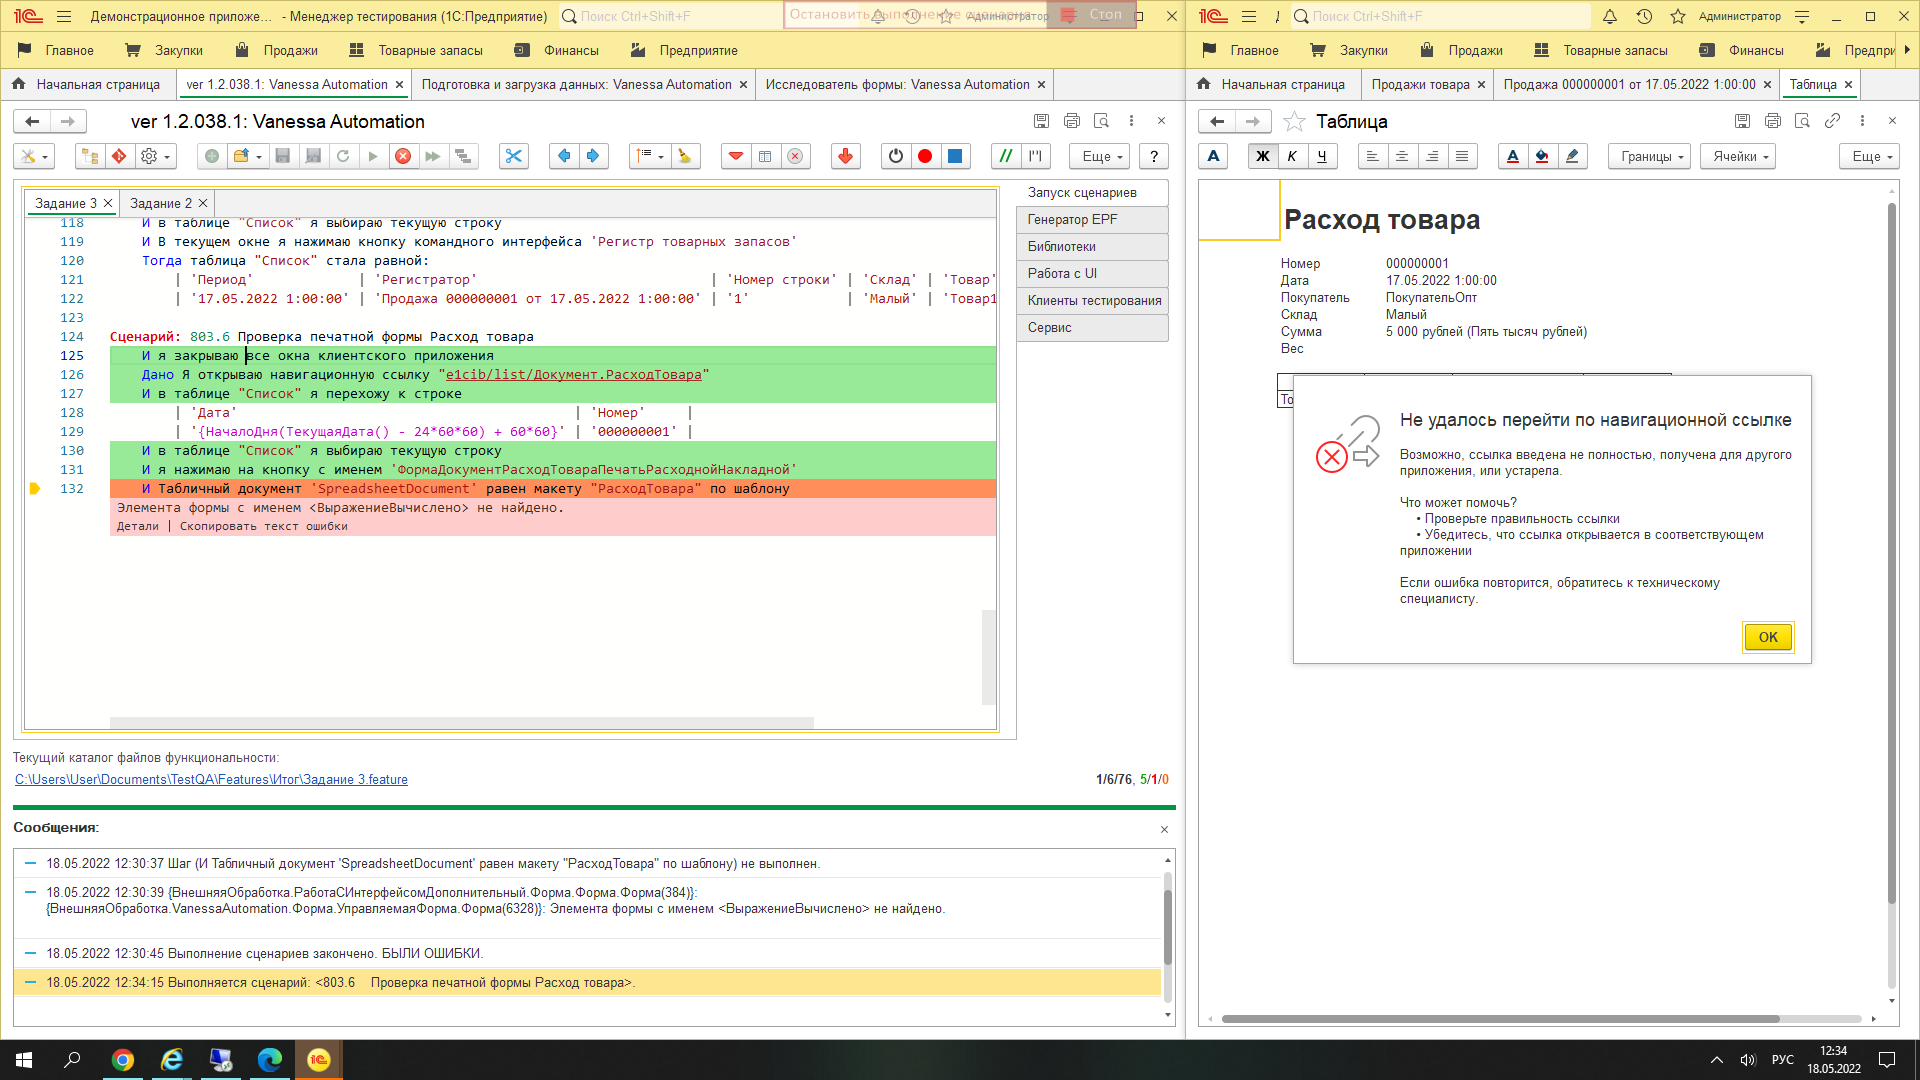 Демонстрационное приложе... - Менеджер тестирования (1С:Предприятие)
Поиск Ctrl+Shift+F
Остановить выполнение сценария
Администратор
Стоп
Главное
Закупки
Продажи
Товарные запасы
Финансы
Предприятие
Начальная страница
ver 1.2.038.1: Vanessa Automation
Подготовка и загрузка данных: Vanessa Automation
Исследователь формы: Vanessa Automation
ver 1.2.038.1: Vanessa Automation
Еще
?
Задание 3
Задание 2
118 И в таблице "Список" я выбираю текущую строку
119 И В текущем окне я нажимаю кнопку командного интерфейса 'Регистр товарных запасов'
120 Тогда таблица "Список" стала равной:
121 | 'Период' | 'Регистратор' | 'Номер строки' | 'Склад' | 'Товар'
122 | '17.05.2022 1:00:00' | 'Продажа 000000001 от 17.05.2022 1:00:00' | '1' | 'Малый' | 'Товар1
123
124 Сценарий: 803.6 Проверка печатной формы Расход товара
125 И я закрываю все окна клиентского приложения
126 Дано Я открываю навигационную ссылку "e1cib/list/Документ.РасходТовара"
127 И в таблице "Список" я перехожу к строке
128 | 'Дата' | 'Номер' |
129 | '{НачалоДня(ТекущаяДата() - 24*60*60) + 60*60}' | '000000001' |
130 И в таблице "Список" я выбираю текущую строку
131 И я нажимаю на кнопку с именем 'ФормаДокументРасходТовараПечатьРасходнойНакладной'
132 И Табличный документ 'SpreadsheetDocument' равен макету "РасходТовара" по шаблону
Элемента формы с именем <ВыражениеВычислено> не найдено.
Детали | Скопировать текст ошибки
Запуск сценариев
Генератор EPF
Библиотеки
Работа с UI
Клиенты тестирования
Сервис
Текущий каталог файлов функциональности:
C:\Users\User\Documents\TestQA\Features\Итог\Задание 3.feature
1/6/76, 5/1/0
Сообщения:
18.05.2022 12:30:37 Шаг (И Табличный документ 'SpreadsheetDocument' равен макету "РасходТовара" по шаблону) не выполнен.
18.05.2022 12:30:39 {ВнешняяОбработка.РаботаСИнтерфейсомДополнительный.Форма.Форма.Форма(384)}:
{ВнешняяОбработка.VanessaAutomation.Форма.УправляемаяФорма.Форма(6328)}: Элемента формы с именем <ВыражениеВычислено> не найдено.
18.05.2022 12:30:45 Выполнение сценариев закончено. БЫЛИ ОШИБКИ.
18.05.2022 12:34:15 Выполняется сценарий: <803.6 Проверка печатной формы Расход товара>.
Поиск Ctrl+Shift+F
Администратор
Главное
Закупки
Продажи
Товарные запасы
Финансы
Предпри
Начальная страница
Продажи товара
Продажа 000000001 от 17.05.2022 1:00:00
Таблица
Таблица
А
Ж
К
Ч
А
Границы
Ячейки
Еще
Расход товара
Номер 000000001
Дата 17.05.2022 1:00:00
Покупатель ПокупательОпт
Склад Малый
Сумма 5 000 рублей (Пять тысяч рублей)
Вес
То
Не удалось перейти по навигационной ссылке
Возможно, ссылка введена не полностью, получена для другого
приложения, или устарела.
Что может помочь?
• Проверьте правильность ссылки
• Убедитесь, что ссылка открывается в соответствующем
приложении
Если ошибка повторится, обратитесь к техническому
специалисту.
ОК
РУС
12:34
18.05.2022